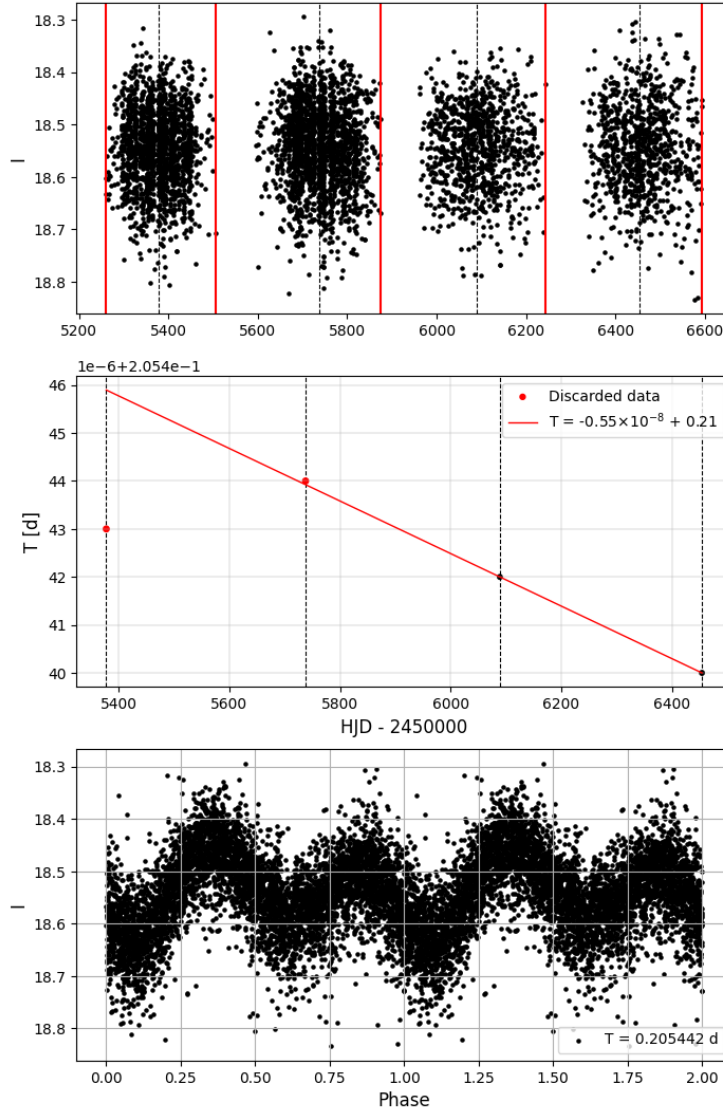 18.3
18.4
18.5
18.6
18.7
18.8
I
5200 5400 5600 5800 6000 6200 6400 6600
1e-6+2.054e-1
46
45
44
43
42
41
40
T [d]
Discarded data
T = -0.55×10⁻⁸ + 0.21
5400 5600 5800 6000 6200 6400
HJD - 2450000
18.3
18.4
18.5
18.6
18.7
18.8
I
T = 0.205442 d
0.00 0.25 0.50 0.75 1.00 1.25 1.50 1.75 2.00
Phase